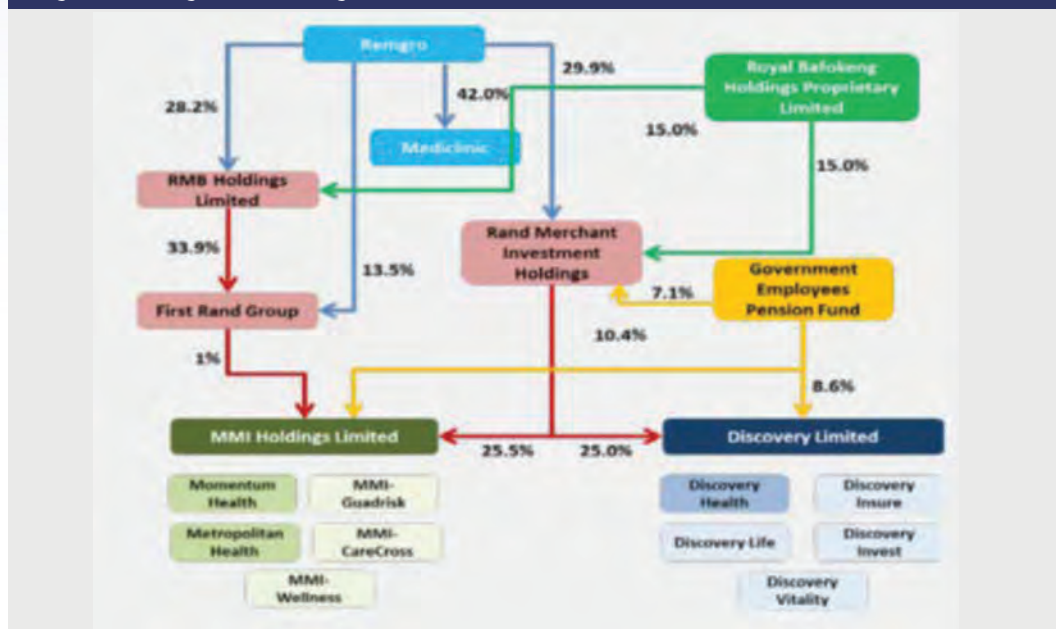 Remgro
29.9%
Royal Bafokeng
Holdings Proprietary
Limited
28.2%
42.0%
15.0%
Mediclinic
15.0%
RMB Holdings
Limited
33.9%
Rand Merchant
Investment
Holdings
13.5%
Government
Employees
Pension Fund
7.1%
First Rand Group
10.4%
1%
8.6%
MMI Holdings Limited
25.5%
25.0%
Discovery Limited
Momentum
Health
MMI-
Guadrisk
Discovery
Health
Discovery
Insure
Metropolitan
Health
MMI-
CareCross
Discovery Life
Discovery
Invest
MMI-
Wellness
Discovery
Vitality